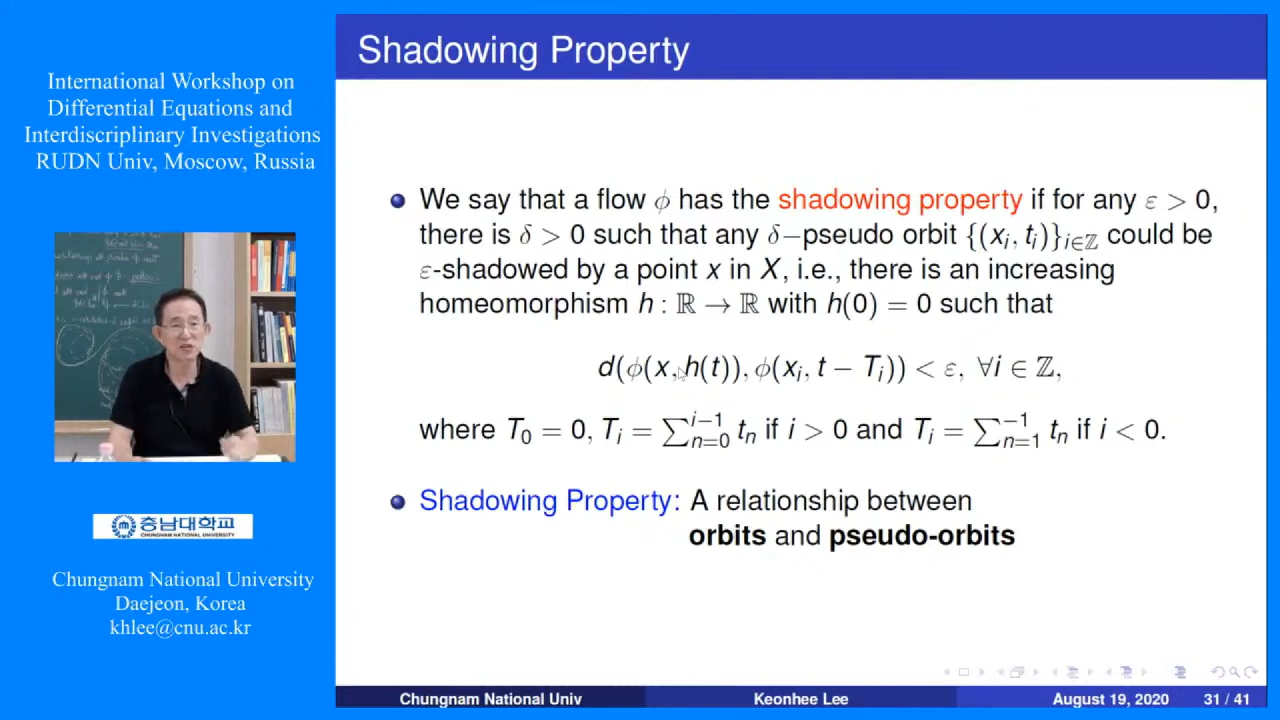 International Workshop on
Differential Equations and
Interdisciplinary Investigations
RUDN Univ, Moscow, Russia
충남대학교
CHUNGNAM NATIONAL UNIVERSITY
Chungnam National University
Daejeon, Korea
khlee@cnu.ac.kr
Shadowing Property
We say that a flow ϕ has the shadowing property if for any ε > 0,
there is δ > 0 such that any δ−pseudo orbit {(xᵢ, tᵢ)}ᵢ∈ℤ could be
ε-shadowed by a point x in X, i.e., there is an increasing
homeomorphism h : ℝ → ℝ with h(0) = 0 such that
d(ϕ(x, h(t)), ϕ(xᵢ, t − Tᵢ)) < ε, ∀i ∈ ℤ,
where T₀ = 0, Tᵢ = ∑_{n=0}^{i−1} tₙ if i > 0 and Tᵢ = ∑_{n=1}^{−1} tₙ if i < 0.
Shadowing Property: A relationship between
orbits and pseudo-orbits
Chungnam National Univ Keonhee Lee August 19, 2020 31 / 41